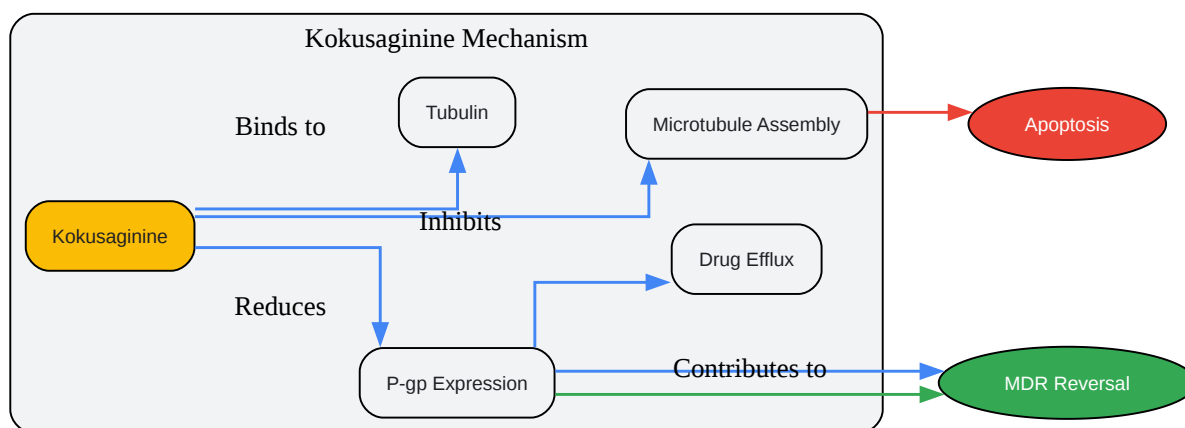 Kokusaginine Mechanism
Tubulin
Binds to
Microtubule Assembly
Apoptosis
Inhibits
Kokusaginine
Drug Efflux
Reduces
Contributes to
P-gp Expression
MDR Reversal